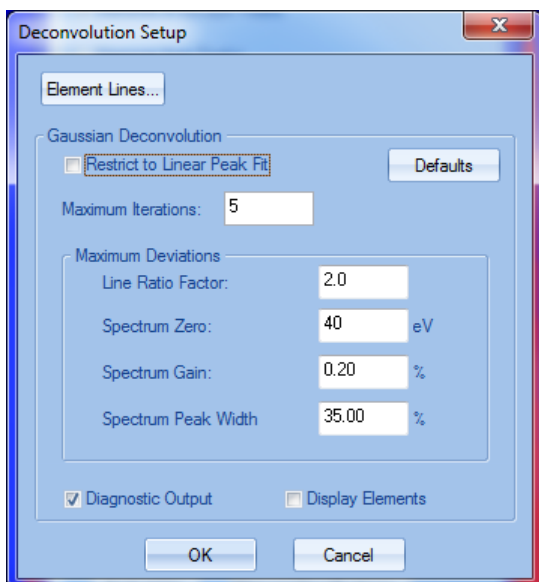 Deconvolution Setup
Element Lines...
Gaussian Deconvolution
Restrict to Linear Peak Fit
Defaults
Maximum Iterations: 5
Maximum Deviations
Line Ratio Factor: 2.0
Spectrum Zero: 40 eV
Spectrum Gain: 0.20 %
Spectrum Peak Width 35.00 %
Diagnostic Output Display Elements
OK Cancel